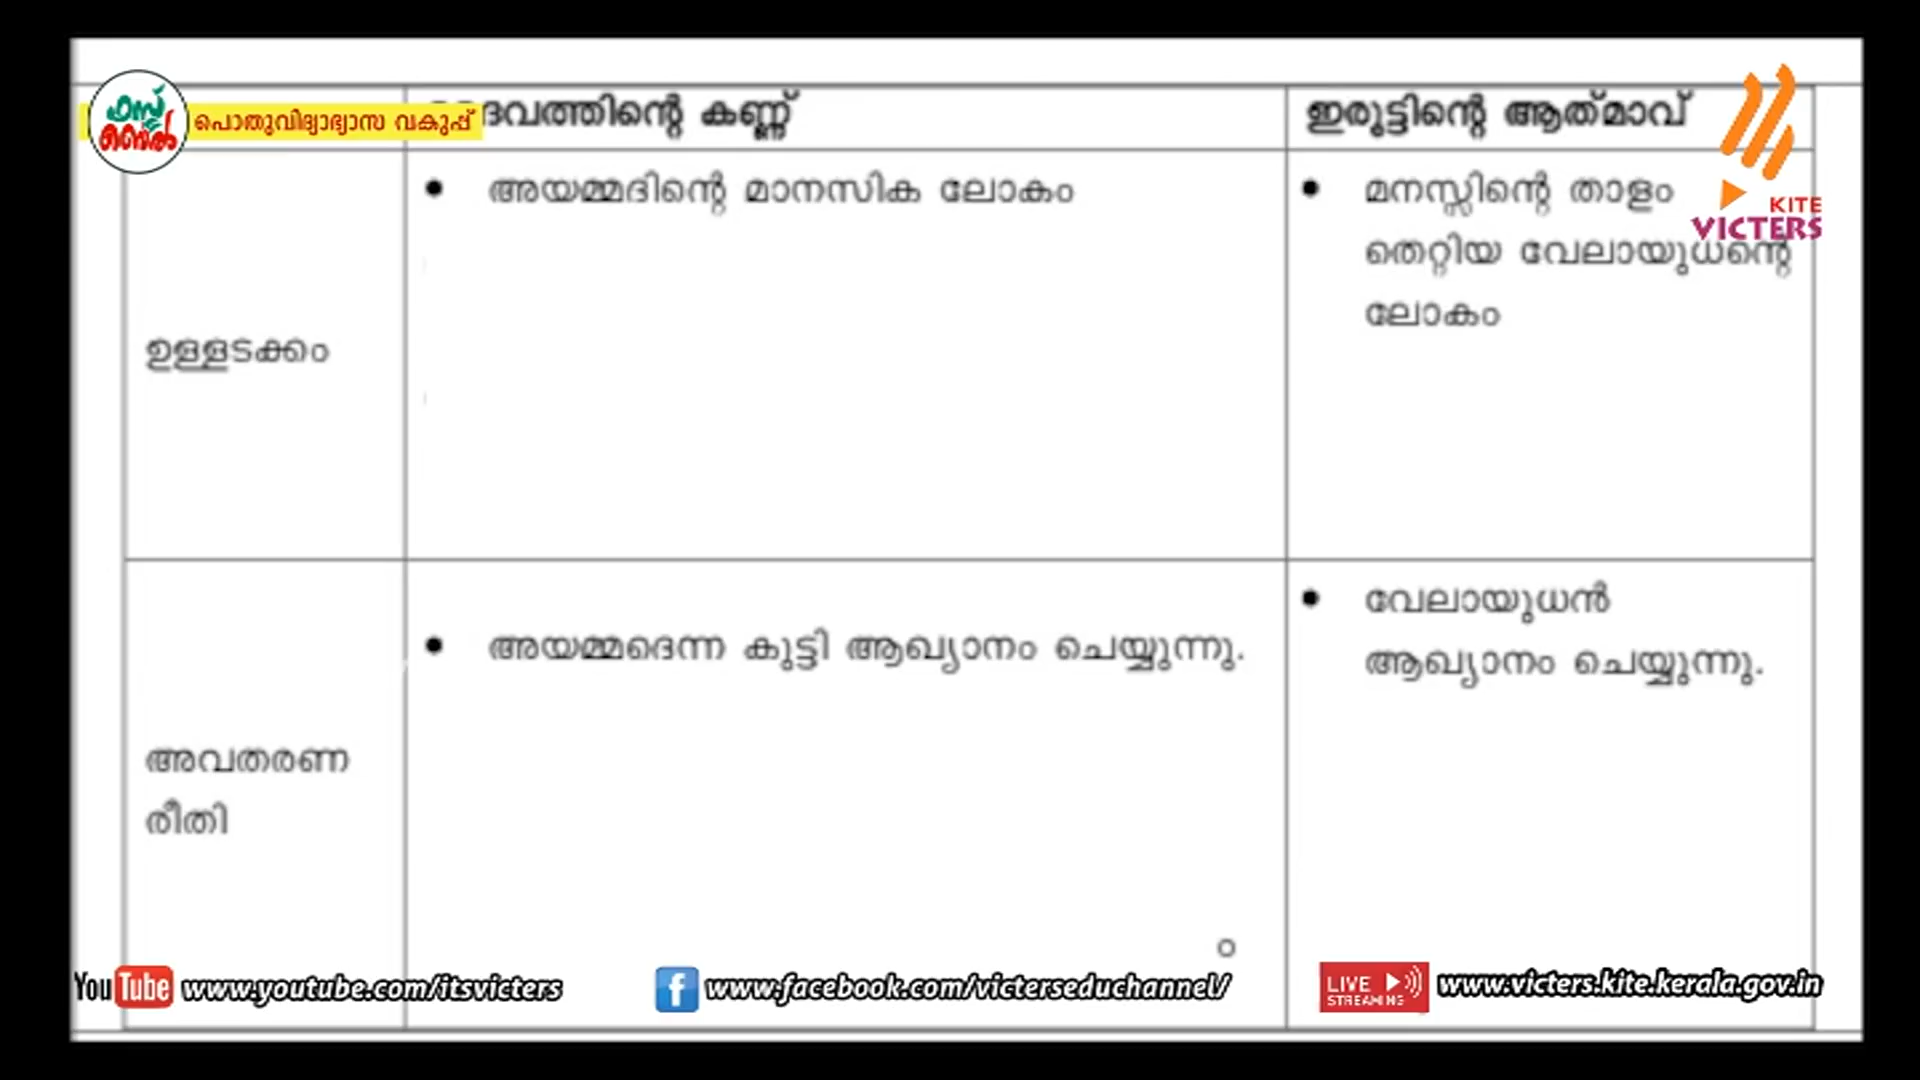 ഫസ്റ്റ്
ബെൽ
പൊതുവിദ്യാഭ്യാസ വകുപ്പ്
കണ്ണ്
ഇരുട്ടിന്റെ ആത്മാവ്
KITE
VICTERS
ഉള്ളടക്കം
• അയമ്മദിന്റെ മാനസിക ലോകം
• മനസ്സിന്റെ താളം
തെറ്റിയ വേലായുധന്റെ
ലോകം
അവതരണ
രീതി
• അയമ്മദെന്ന കുട്ടി ആഖ്യാനം ചെയ്യുന്നു.
• വേലായുധൻ
ആഖ്യാനം ചെയ്യുന്നു.
YouTube www.youtube.com/itsvicters
f www.facebook.com/victerseduchannel/
LIVE
STREAMING
www.victers.kite.kerala.gov.in